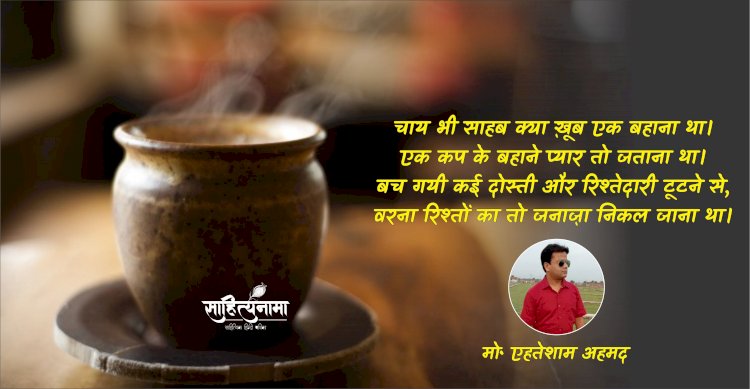 चाय भी साहब क्या ख़ूब एक बहाना था।
एक कप के बहाने प्यार तो जताना था।
बच गयी कई दोस्ती और रिश्तेदारी टूटने से,
वरना रिश्तों का तो जनाज़ा निकल जाना था।
साहित्यनामा
मो॰ एहतेशाम अहमद